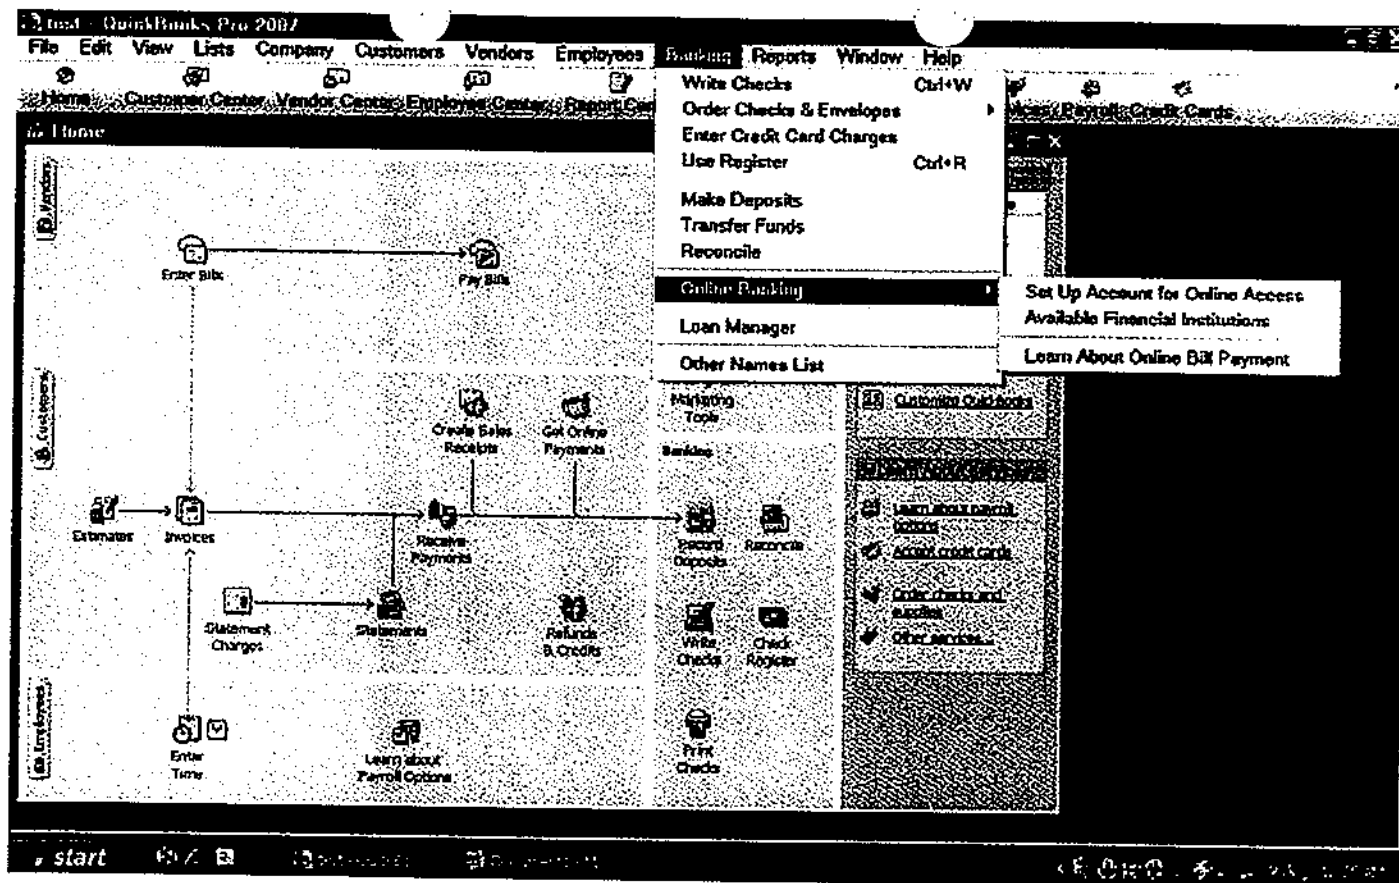 test - QuickBooks Pro 2007
File Edit View Lists Company Customers Vendors Employees Banking Reports Window Help
Home Customer Center Vendor Center Employee Center Report Cen Payroll Credit Cards
Home
Write Checks Ctrl+W
Order Checks & Envelopes
Enter Credit Card Charges
Use Register Ctrl+R
Make Deposits
Transfer Funds
Reconcile
Online Banking
Loan Manager
Other Names List
Set Up Account for Online Access
Available Financial Institutions
Learn About Online Bill Payment
Vendors
Enter Bills
Pay Bills
Customers
Create Sales
Receipts
Get Online
Payments
Marketing
Tools
Customize QuickBooks
Banking
Estimates
Invoices
Receive
Payments
Record
Deposits
Reconcile
Learn about payroll
options
Accept credit cards
Order checks and
supplies
Other services...
Statement
Charges
Statements
Refunds
& Credits
Write
Checks
Check
Register
Employees
Enter
Time
Learn about
Payroll Options
Print
Checks
start